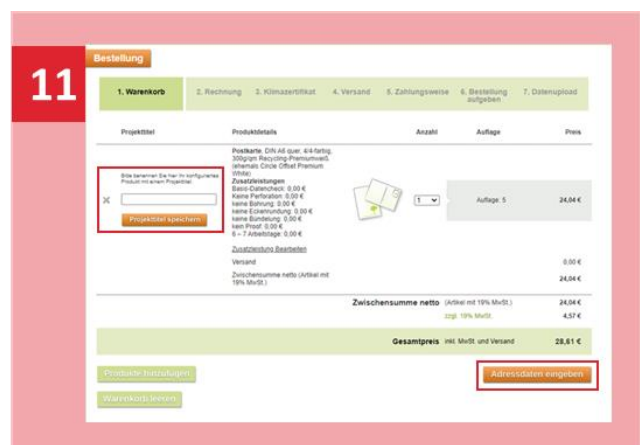 11
Bestellung
1. Warenkorb
2. Rechnung
3. Klimazertifikat
4. Versand
5. Zahlungsweise
6. Bestellung
aufgeben
7. Datenupload
Projekttitel
Produktdetails
Anzahl
Auflage
Preis
Bitte benennen Sie hier Ihr konfiguriertes
Produkt mit einem Projekttitel.
Projekttitel speichern
Postkarte, DIN A6 quer, 4/4-farbig,
300g/qm Recycling-Premiumweiß,
(ehemals Circle Offset Premium
White)
Zusatzleistungen
Basis-Datencheck: 0,00 €
Keine Perforation: 0,00 €
keine Bohrung: 0,00 €
keine Eckenrundung: 0,00 €
keine Bündelung: 0,00 €
kein Proof: 0,00 €
6 – 7 Arbeitstage: 0,00 €
1
Auflage: 5
24,04 €
Zusatzleistung Bearbeiten
Versand
0,00 €
Zwischensumme netto (Artikel mit
19% MwSt.)
24,04 €
Zwischensumme netto (Artikel mit 19% MwSt.) 24,04 €
zzgl. 19% MwSt. 4,57 €
Gesamtpreis inkl. MwSt. und Versand 28,61 €
Produkte hinzufügen
Adressdaten eingeben
Warenkorb leeren